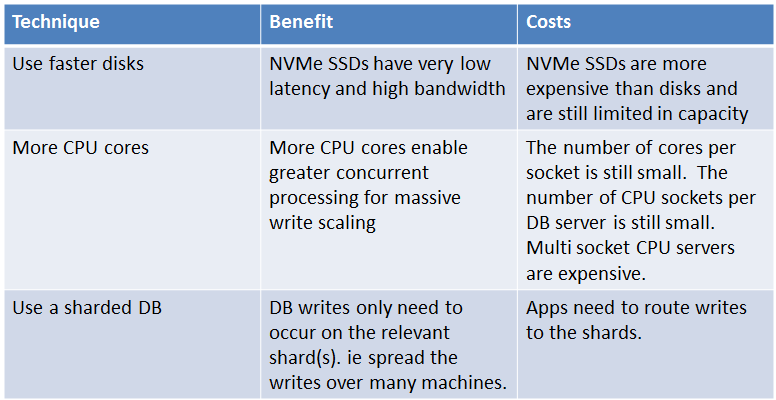 Technique
Benefit
Costs
Use faster disks
NVMe SSDs have very low
latency and high bandwidth
NVMe SSDs are more
expensive than disks and
are still limited in capacity
More CPU cores
More CPU cores enable
greater concurrent
processing for massive
write scaling
The number of cores per
socket is still small.  The
number of CPU sockets per
DB server is still small.
Multi socket CPU servers
are expensive.
Use a sharded DB
DB writes only need to
occur on the relevant
shard(s). ie spread the
writes over many machines.
Apps need to route writes
to the shards.